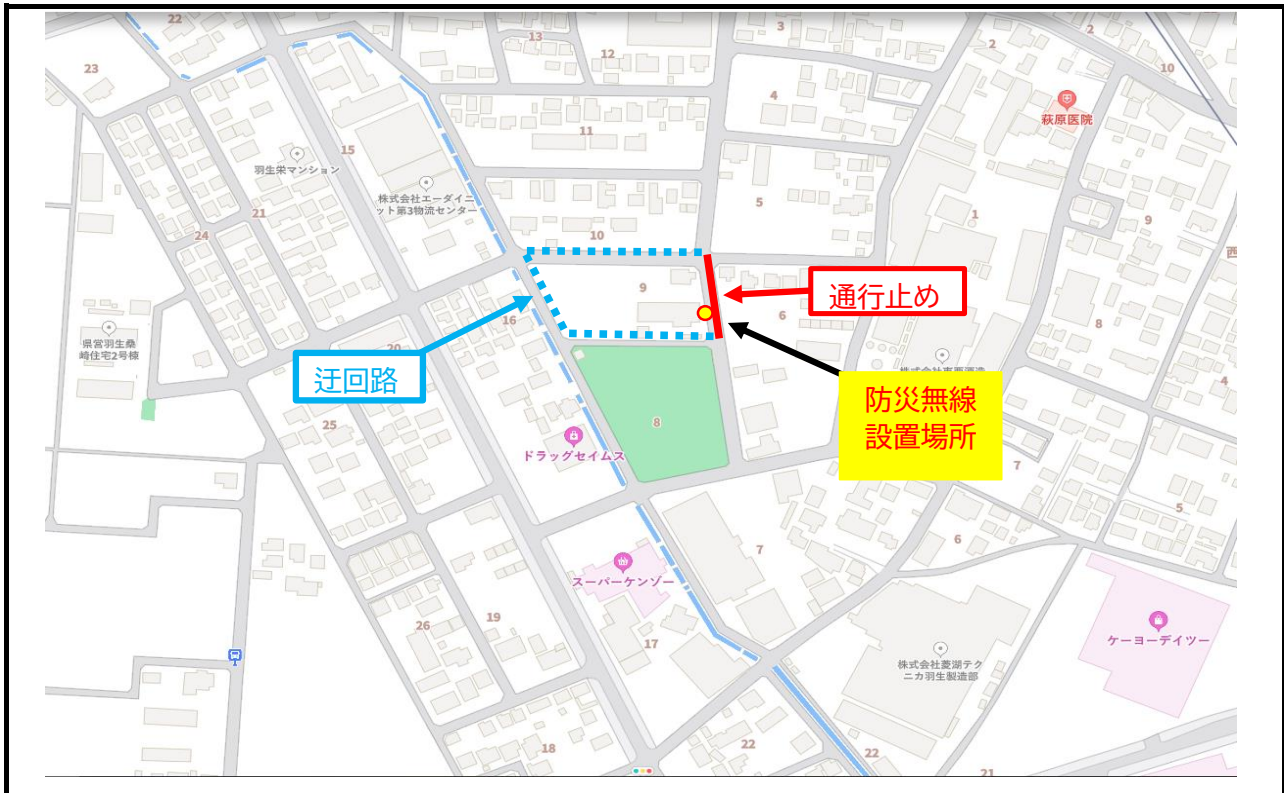 22
13
3
2
2
12
10
23
4
萩原医院
11
15
羽生栄マンション
株式会社エーダイニ
ット第3物流センター
5
1
9
21
24
10
西
9
通行止め
6
8
16
県営羽生桑
崎住宅2号棟
20
迂回路
4
防災無線
設置場所
25
8
ドラッグセイムス
7
5
7
6
スーパーケンゾー
19
26
17
ケーヨーデイツー
株式会社菱湖テク
ニカ羽生製造部
18
22
22
21